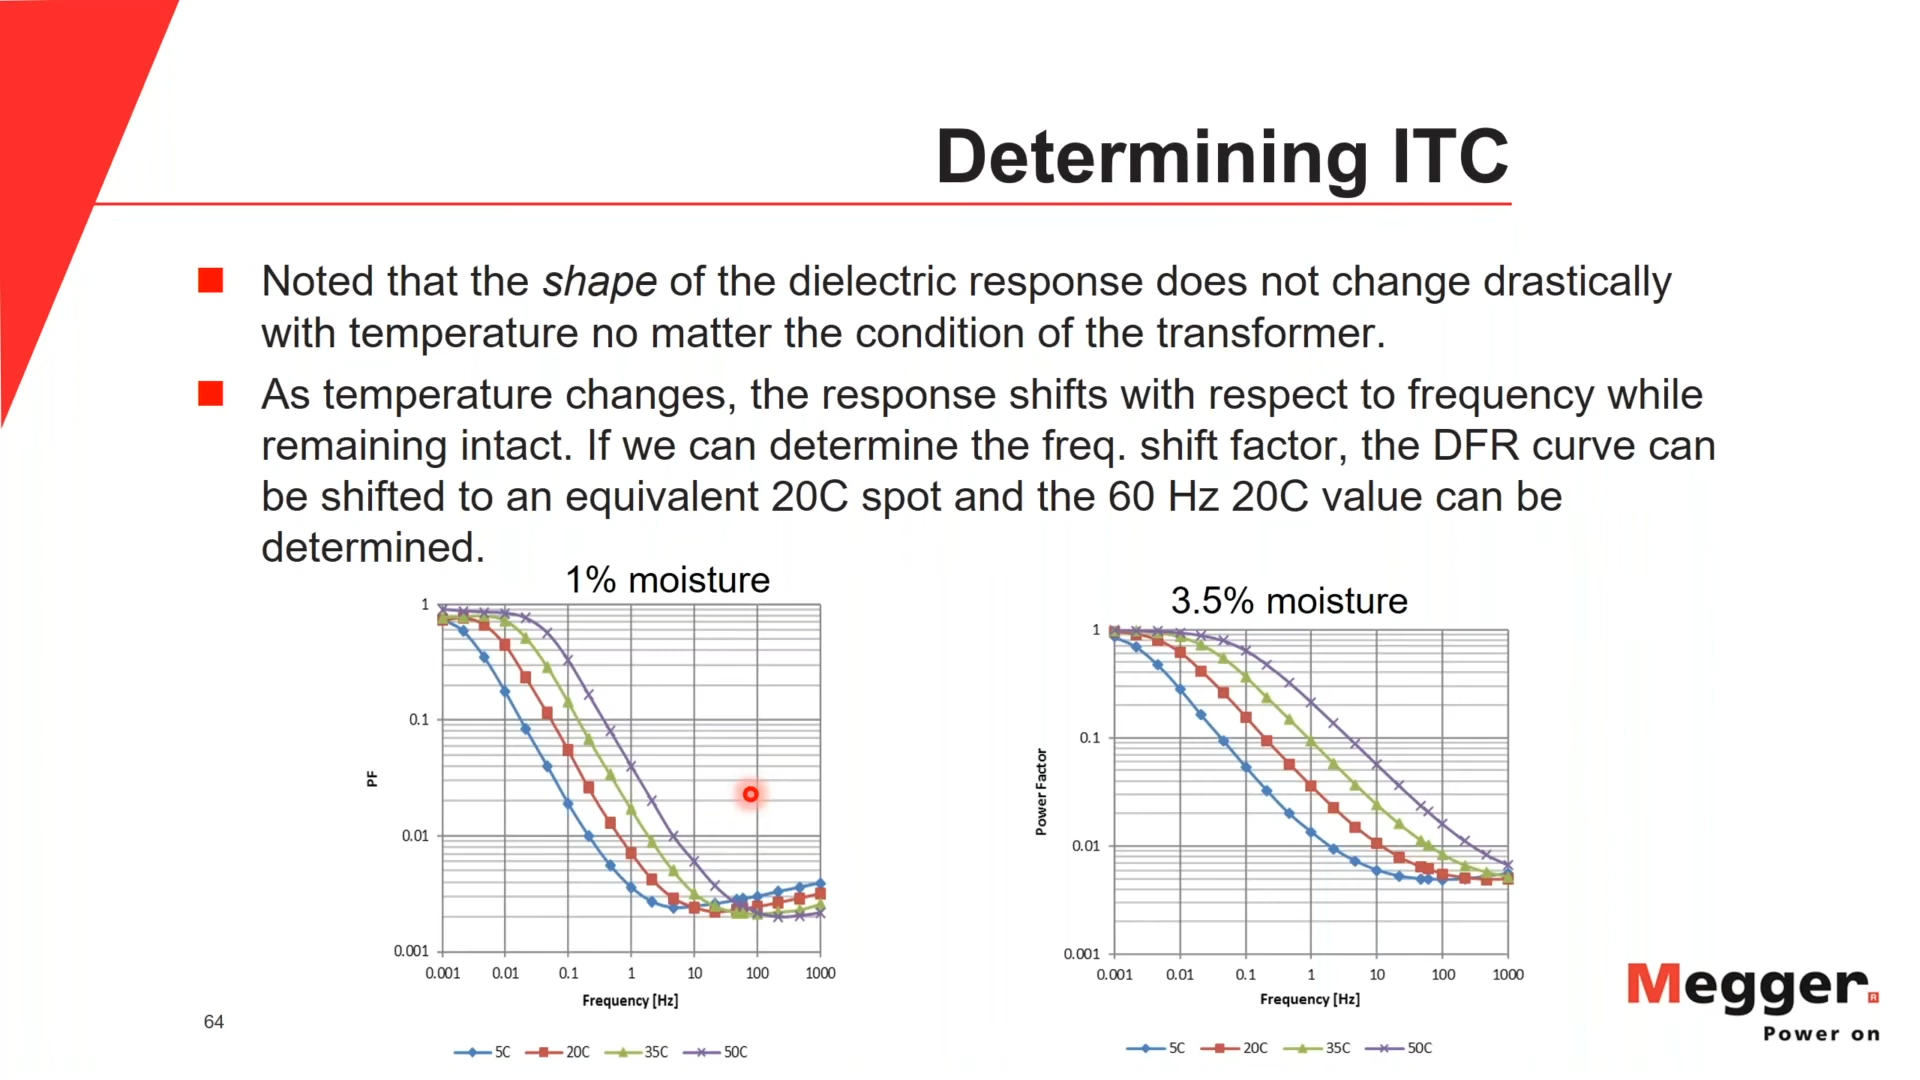 Determining ITC
Noted that the shape of the dielectric response does not change drastically
with temperature no matter the condition of the transformer.
As temperature changes, the response shifts with respect to frequency while
remaining intact. If we can determine the freq. shift factor, the DFR curve can
be shifted to an equivalent 20C spot and the 60 Hz 20C value can be
determined.
1% moisture
1
0.1
0.01
0.001
PF
0.001 0.01 0.1 1 10 100 1000
Frequency [Hz]
5C 20C 35C 50C
3.5% moisture
1
0.1
0.01
0.001
Power Factor
0.001 0.01 0.1 1 10 100 1000
Frequency [Hz]
5C 20C 35C 50C
64
Megger®
Power on